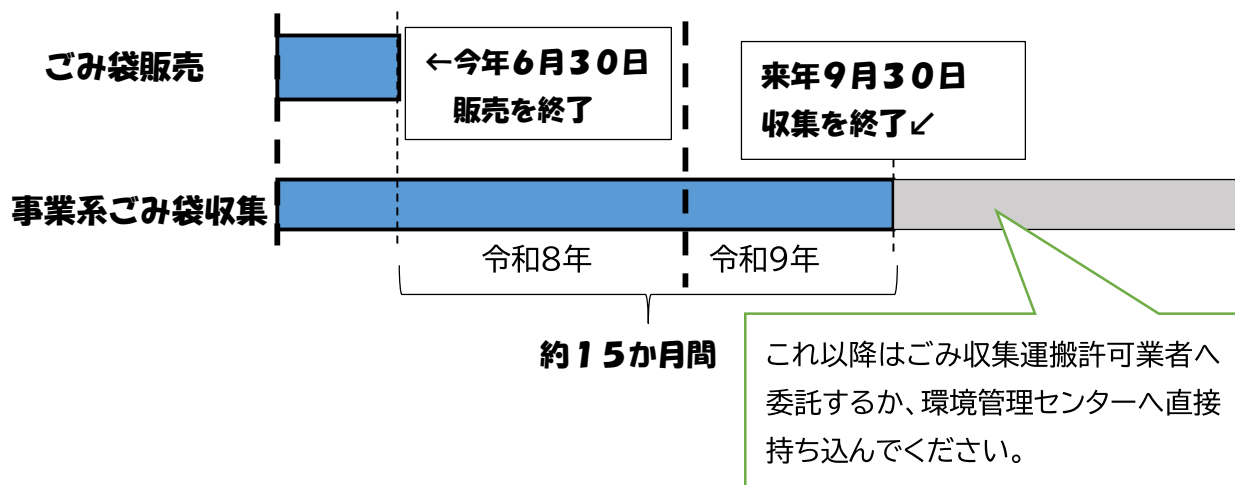 ごみ袋販売
←今年6月30日
販売を終了
来年9月30日
収集を終了↙
事業系ごみ袋収集
令和8年
令和9年
約15か月間
これ以降はごみ収集運搬許可業者へ
委託するか、環境管理センターへ直接
持ち込んでください。